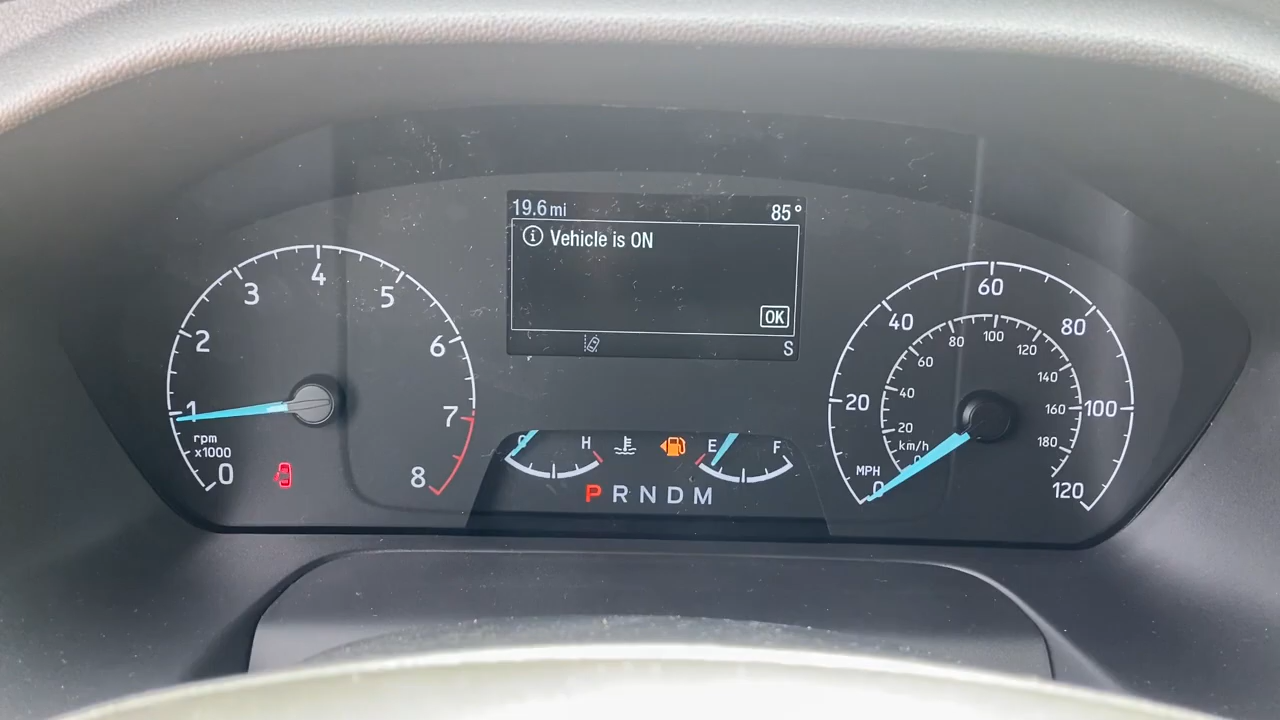 19.6 mi 85°
Vehicle is ON
OK
S
0 1 2 3 4 5 6 7 8
rpm
x1000
C H
E F
P R N D M
0 20 40 60 80 100 120
MPH
km/h
0 20 40 60 80 100 120 140 160 180